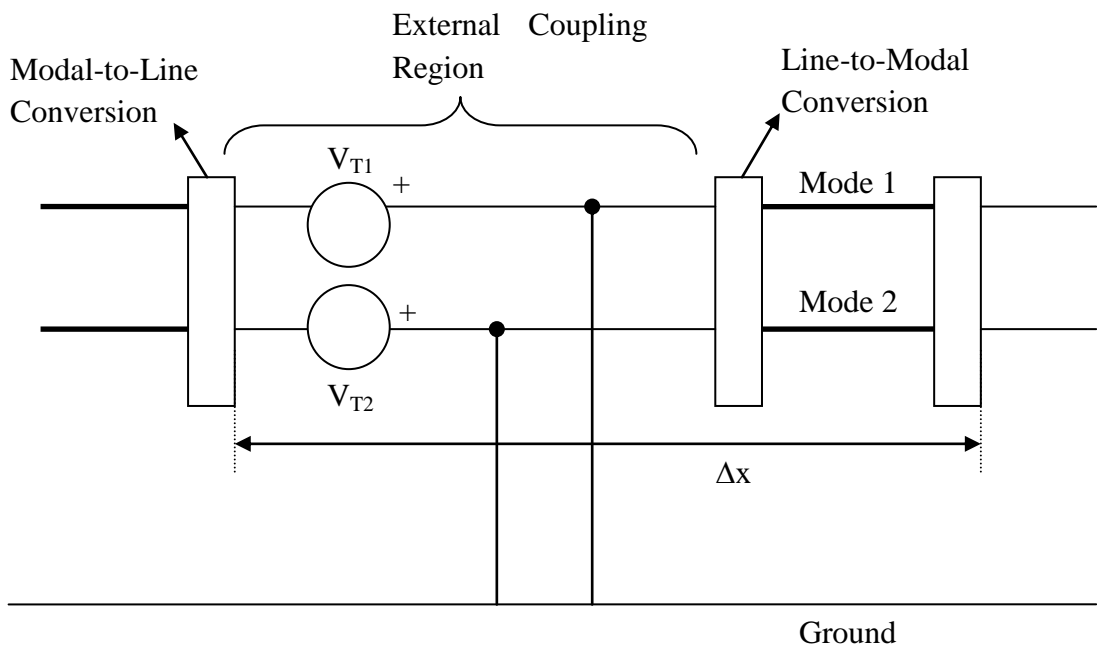 External Coupling
Region
Modal-to-Line
Conversion
Line-to-Modal
Conversion
V_T1
+
Mode 1
+
Mode 2
V_T2
Δx
Ground